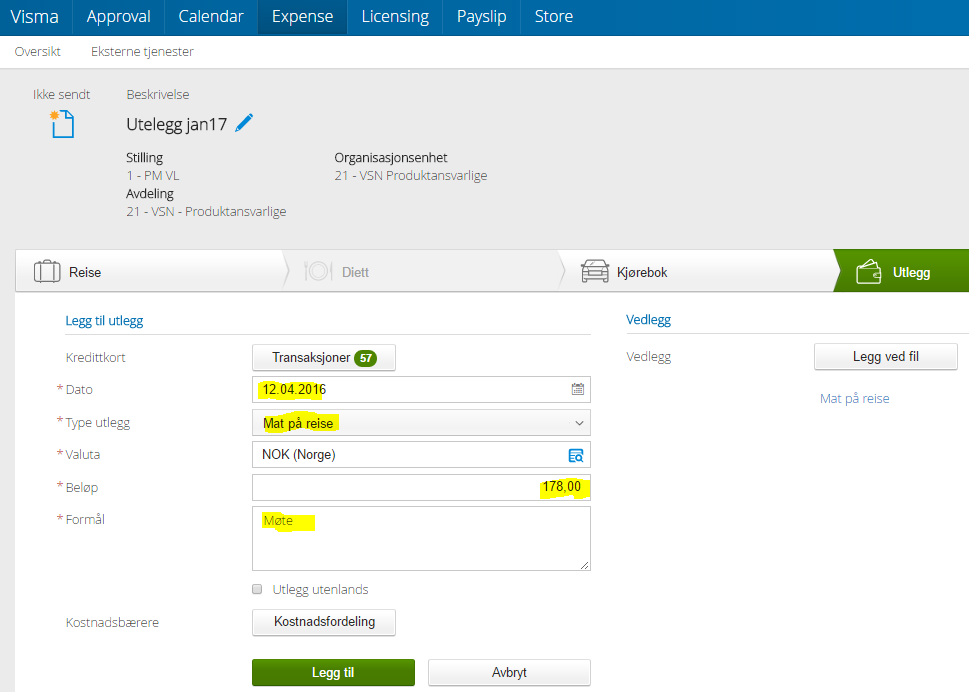 Visma Approval Calendar Expense Licensing Payslip Store
Oversikt Eksterne tjenester
Ikke sendt
Beskrivelse
Utelegg jan17
Stilling
1 - PM VL
Avdeling
21 - VSN - Produktansvarlige
Organisasjonsenhet
21 - VSN Produktansvarlige
Reise Diett Kjørebok Utlegg
Legg til utlegg
Kredittkort Transaksjoner 57
* Dato 12.04.2016
* Type utlegg Mat på reise
* Valuta NOK (Norge)
* Beløp 178,00
* Formål Møte
Utlegg utenlands
Kostnadsbærere Kostnadsfordeling
Legg til Avbryt
Vedlegg
Vedlegg Legg ved fil
Mat på reise